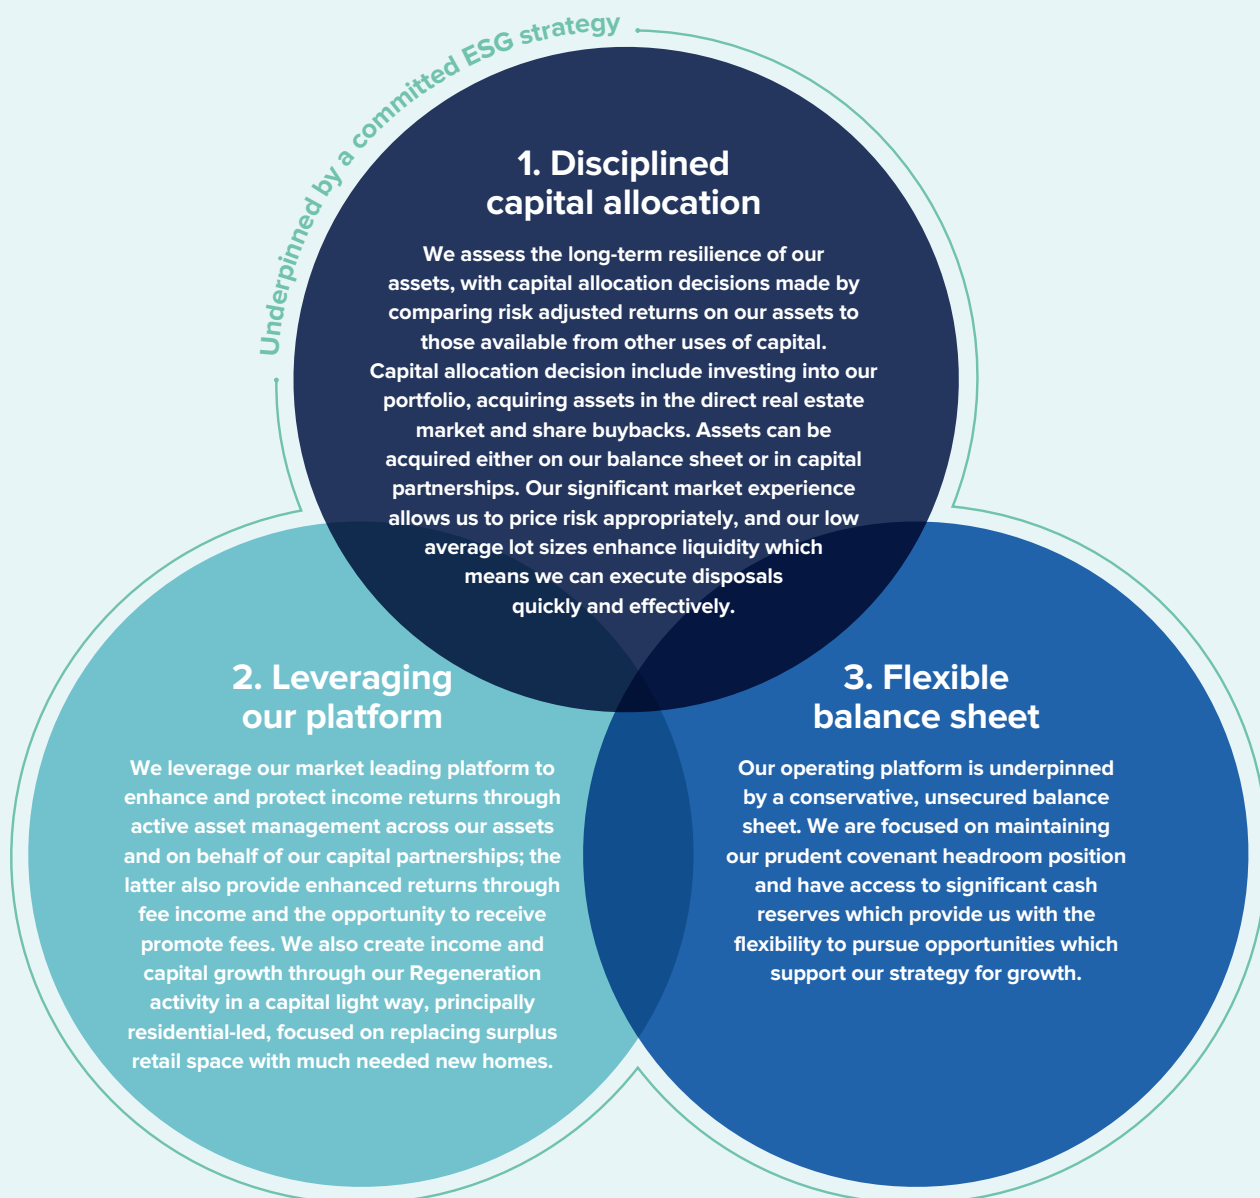 Underpinned by a committed ESG strategy
1. Disciplined
capital allocation
We assess the long-term resilience of our
assets, with capital allocation decisions made by
comparing risk adjusted returns on our assets to
those available from other uses of capital.
Capital allocation decision include investing into our
portfolio, acquiring assets in the direct real estate
market and share buybacks. Assets can be
acquired either on our balance sheet or in capital
partnerships. Our significant market experience
allows us to price risk appropriately, and our low
average lot sizes enhance liquidity which
means we can execute disposals
quickly and effectively.
2. Leveraging
our platform
We leverage our market leading platform to
enhance and protect income returns through
active asset management across our assets
and on behalf of our capital partnerships; the
latter also provide enhanced returns through
fee income and the opportunity to receive
promote fees. We also create income and
capital growth through our Regeneration
activity in a capital light way, principally
residential-led, focused on replacing surplus
retail space with much needed new homes.
3. Flexible
balance sheet
Our operating platform is underpinned
by a conservative, unsecured balance
sheet. We are focused on maintaining
our prudent covenant headroom position
and have access to significant cash
reserves which provide us with the
flexibility to pursue opportunities which
support our strategy for growth.